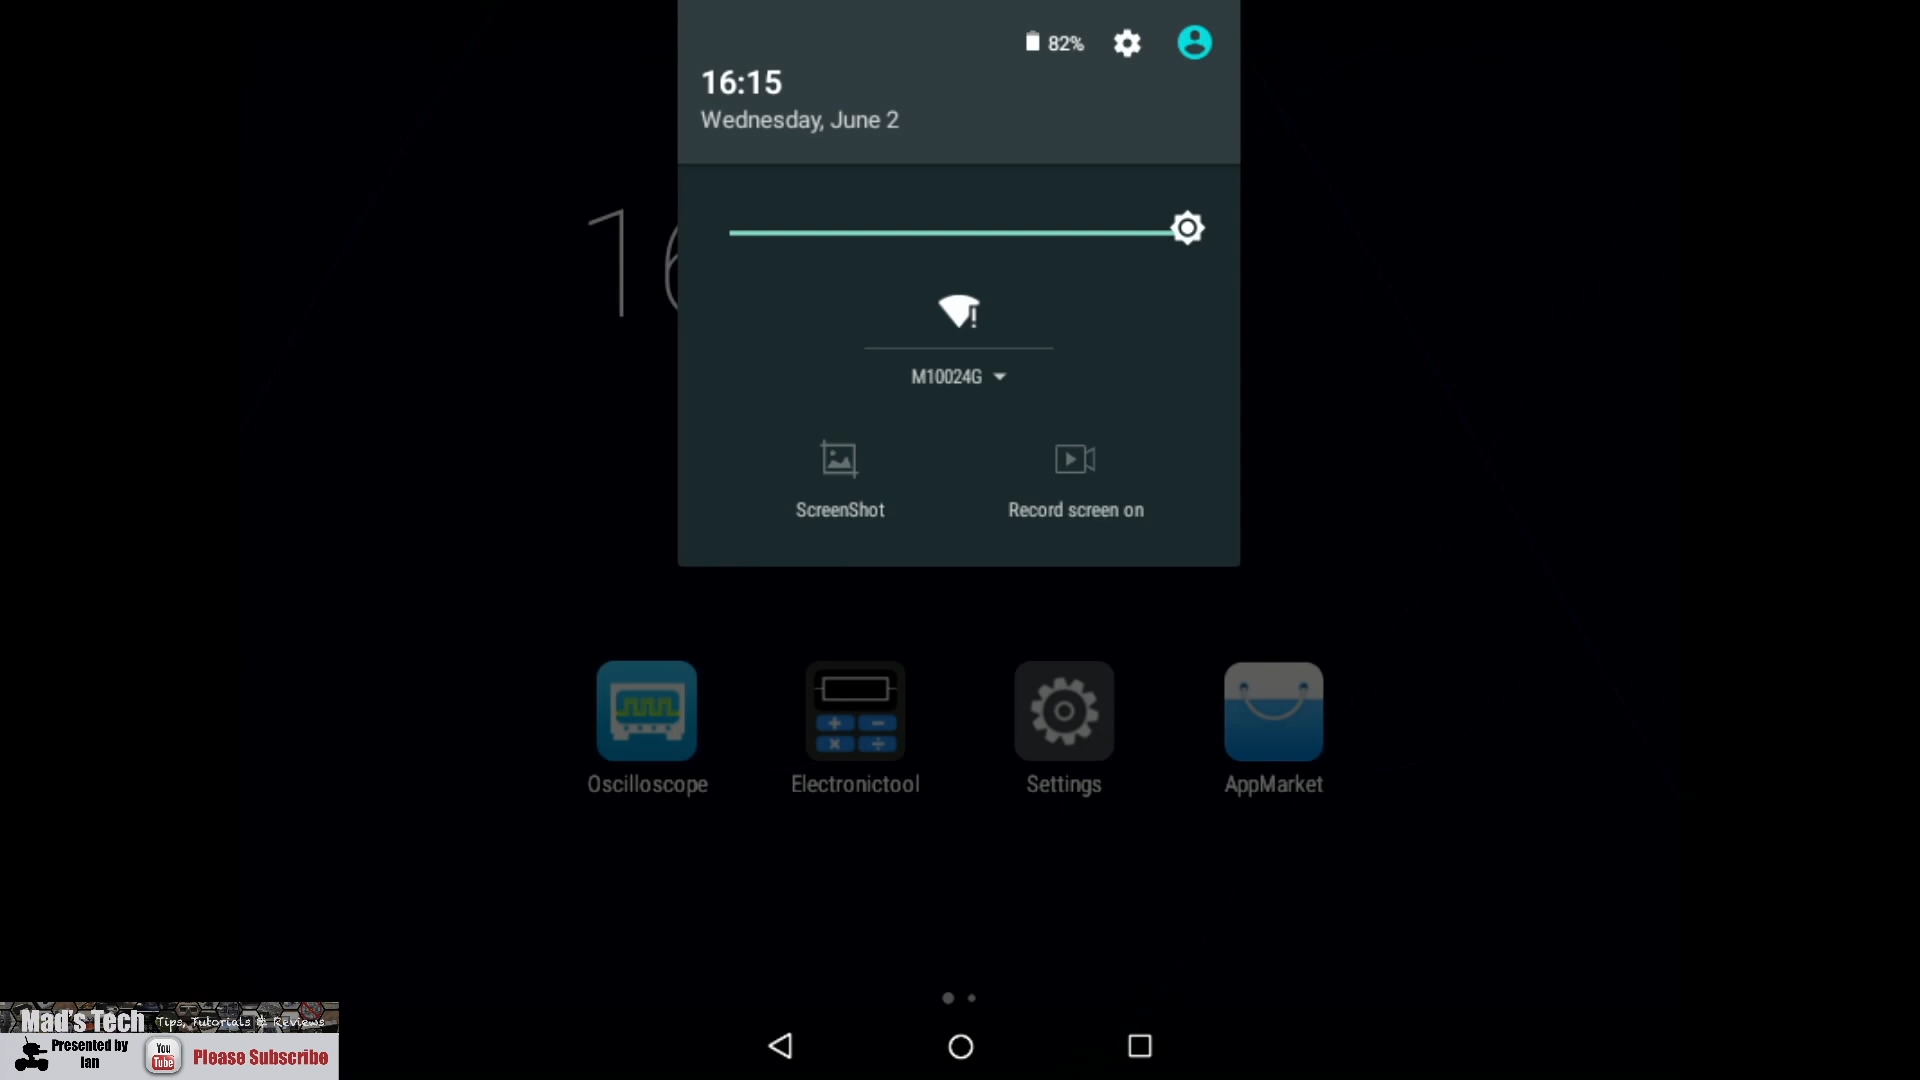 82%
16:15
Wednesday, June 2
16
M10024G
ScreenShot
Record screen on
Oscilloscope
Electronictool
Settings
AppMarket
Mad's Tech Tips, Tutorials & Reviews
Presented by
Ian
You
Tube
Please Subscribe